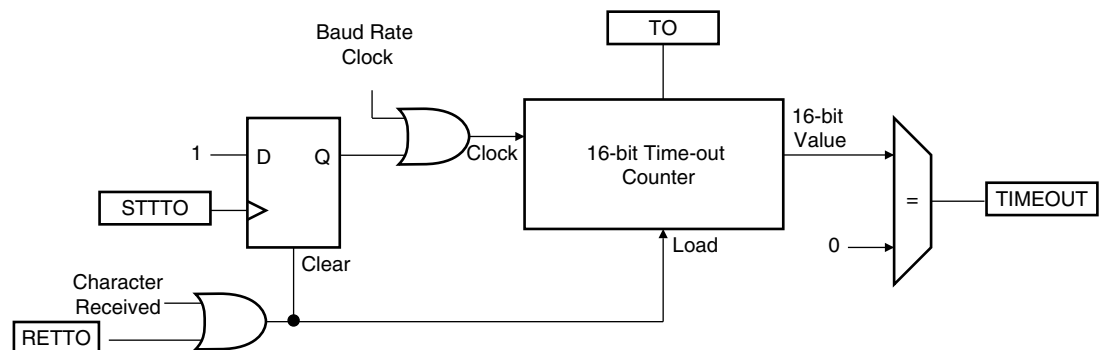 TO
Baud Rate
Clock
16-bit
Value
1
D
Q
Clock
16-bit Time-out
Counter
=
TIMEOUT
STTTO
0
Load
Clear
Character
Received
RETTO